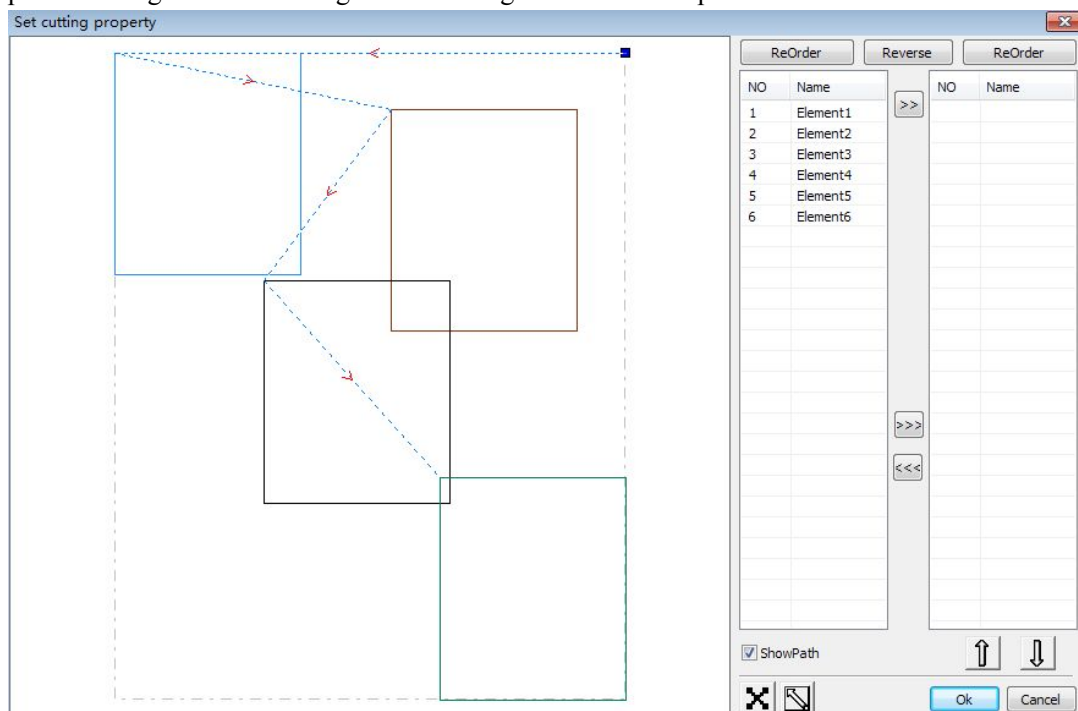 Set cutting property
ReOrder Reverse ReOrder
NO Name >> NO Name
1 Element1
2 Element2
3 Element3
4 Element4
5 Element5
6 Element6
>>>
<<<
ShowPath
Ok Cancel